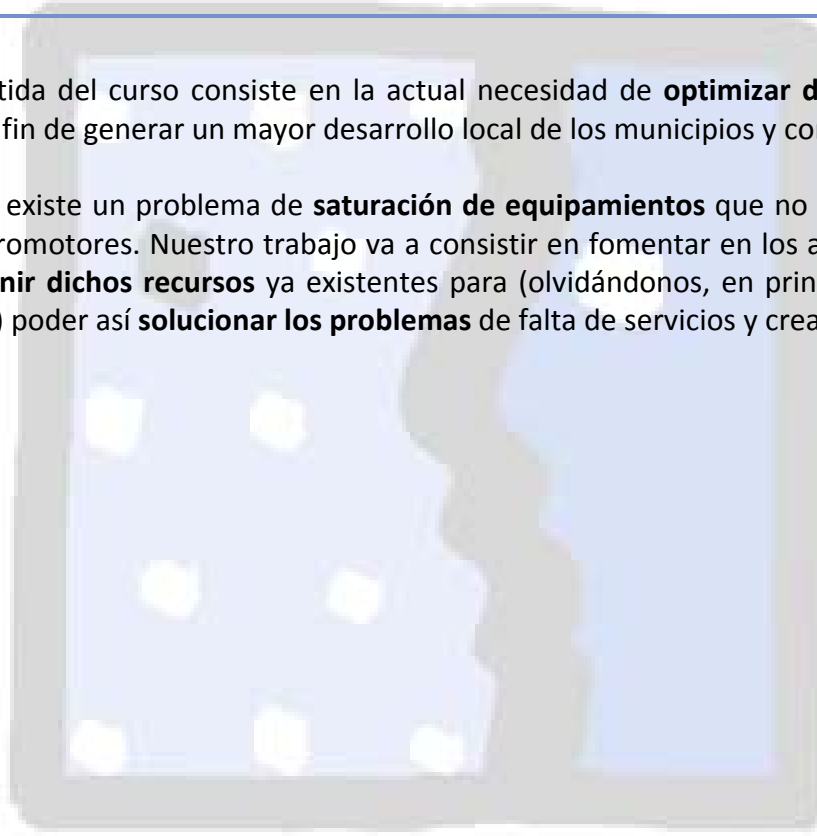 tida del curso consiste en la actual necesidad de optimizar d
fin de generar un mayor desarrollo local de los municipios y co
existe un problema de saturación de equipamientos que no
romotores. Nuestro trabajo va a consistir en fomentar en los a
nir dichos recursos ya existentes para (olvidándonos, en prin
) poder así solucionar los problemas de falta de servicios y crea